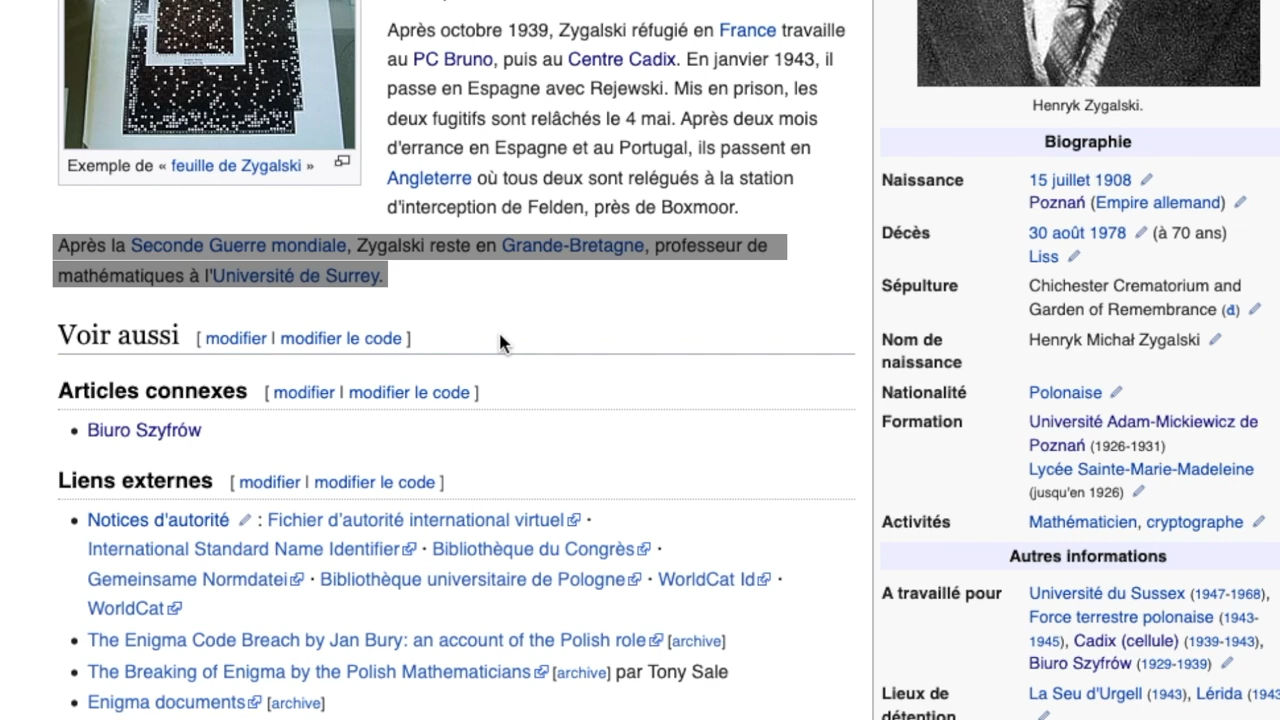 Après octobre 1939, Zygalski réfugié en France travaille
au PC Bruno, puis au Centre Cadix. En janvier 1943, il
passe en Espagne avec Rejewski. Mis en prison, les
deux fugitifs sont relâchés le 4 mai. Après deux mois
d'errance en Espagne et au Portugal, ils passent en
Angleterre où tous deux sont relégués à la station
d'interception de Felden, près de Boxmoor.
Exemple de « feuille de Zygalski »
Après la Seconde Guerre mondiale, Zygalski reste en Grande-Bretagne, professeur de
mathématiques à l'Université de Surrey.
Voir aussi [ modifier | modifier le code ]
Articles connexes [ modifier | modifier le code ]
• Biuro Szyfrów
Liens externes [ modifier | modifier le code ]
• Notices d'autorité : Fichier d'autorité international virtuel ·
International Standard Name Identifier · Bibliothèque du Congrès ·
Gemeinsame Normdatei · Bibliothèque universitaire de Pologne · WorldCat Id ·
WorldCat
• The Enigma Code Breach by Jan Bury: an account of the Polish role [archive]
• The Breaking of Enigma by the Polish Mathematicians [archive] par Tony Sale
• Enigma documents [archive]
Henryk Zygalski.
Biographie
Naissance 15 juillet 1908
Poznań (Empire allemand)
Décès 30 août 1978 (à 70 ans)
Liss
Sépulture Chichester Crematorium and
Garden of Remembrance (d)
Nom de naissance Henryk Michał Zygalski
Nationalité Polonaise
Formation Université Adam-Mickiewicz de
Poznań (1926-1931)
Lycée Sainte-Marie-Madeleine
(jusqu'en 1926)
Activités Mathématicien, cryptographe
Autres informations
A travaillé pour Université du Sussex (1947-1968),
Force terrestre polonaise (1943-
1945), Cadix (cellule) (1939-1943),
Biuro Szyfrów (1929-1939)
Lieux de détention La Seu d'Urgell (1943), Lérida (1943